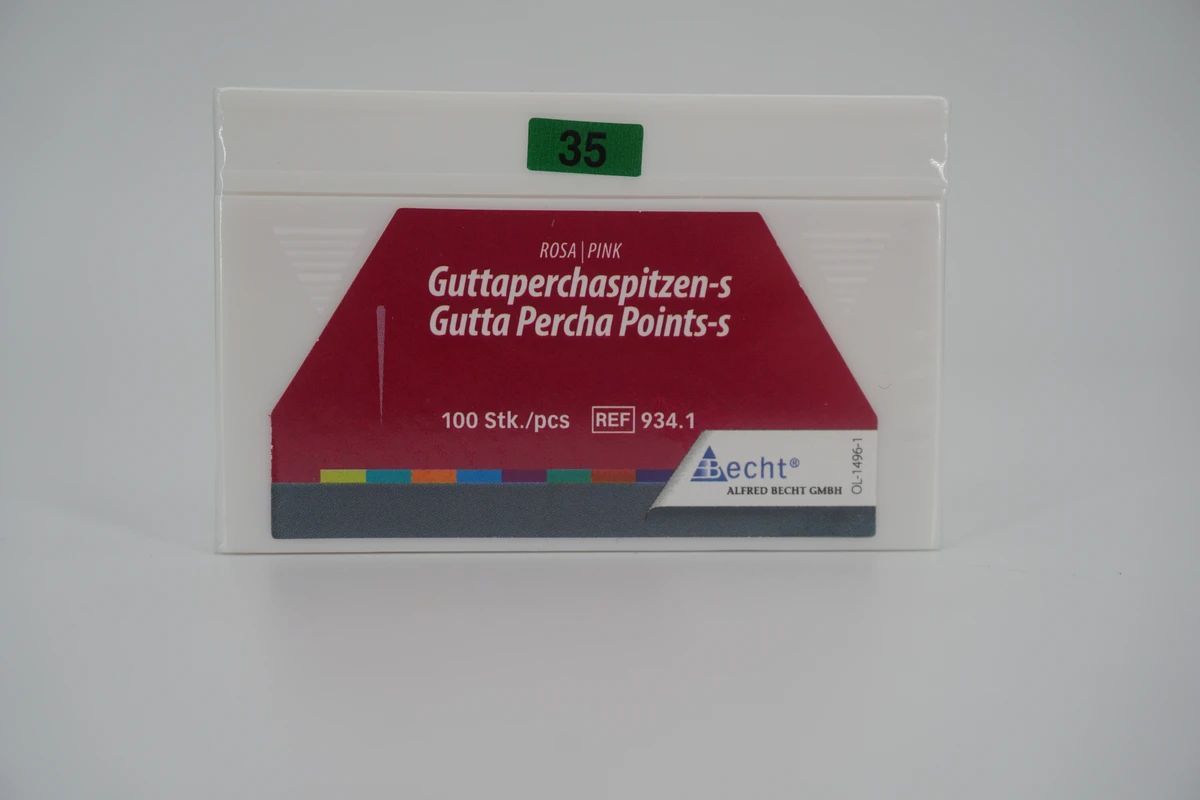 35
ROSA | PINK
Guttaperchaspitzen-s
Gutta Percha Points-s
100 Stk./pcs REF 934.1
Becht®
ALFRED BECHT GMBH
OL-1496-1